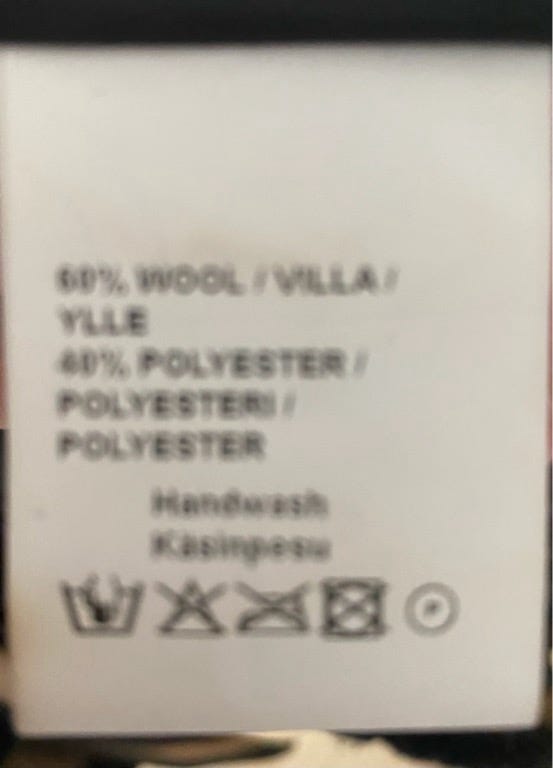 60% WOOL / VILLA /
YLLE
40% POLYESTER /
POLYESTERI /
POLYESTER
Handwash
Käsinpesu
P